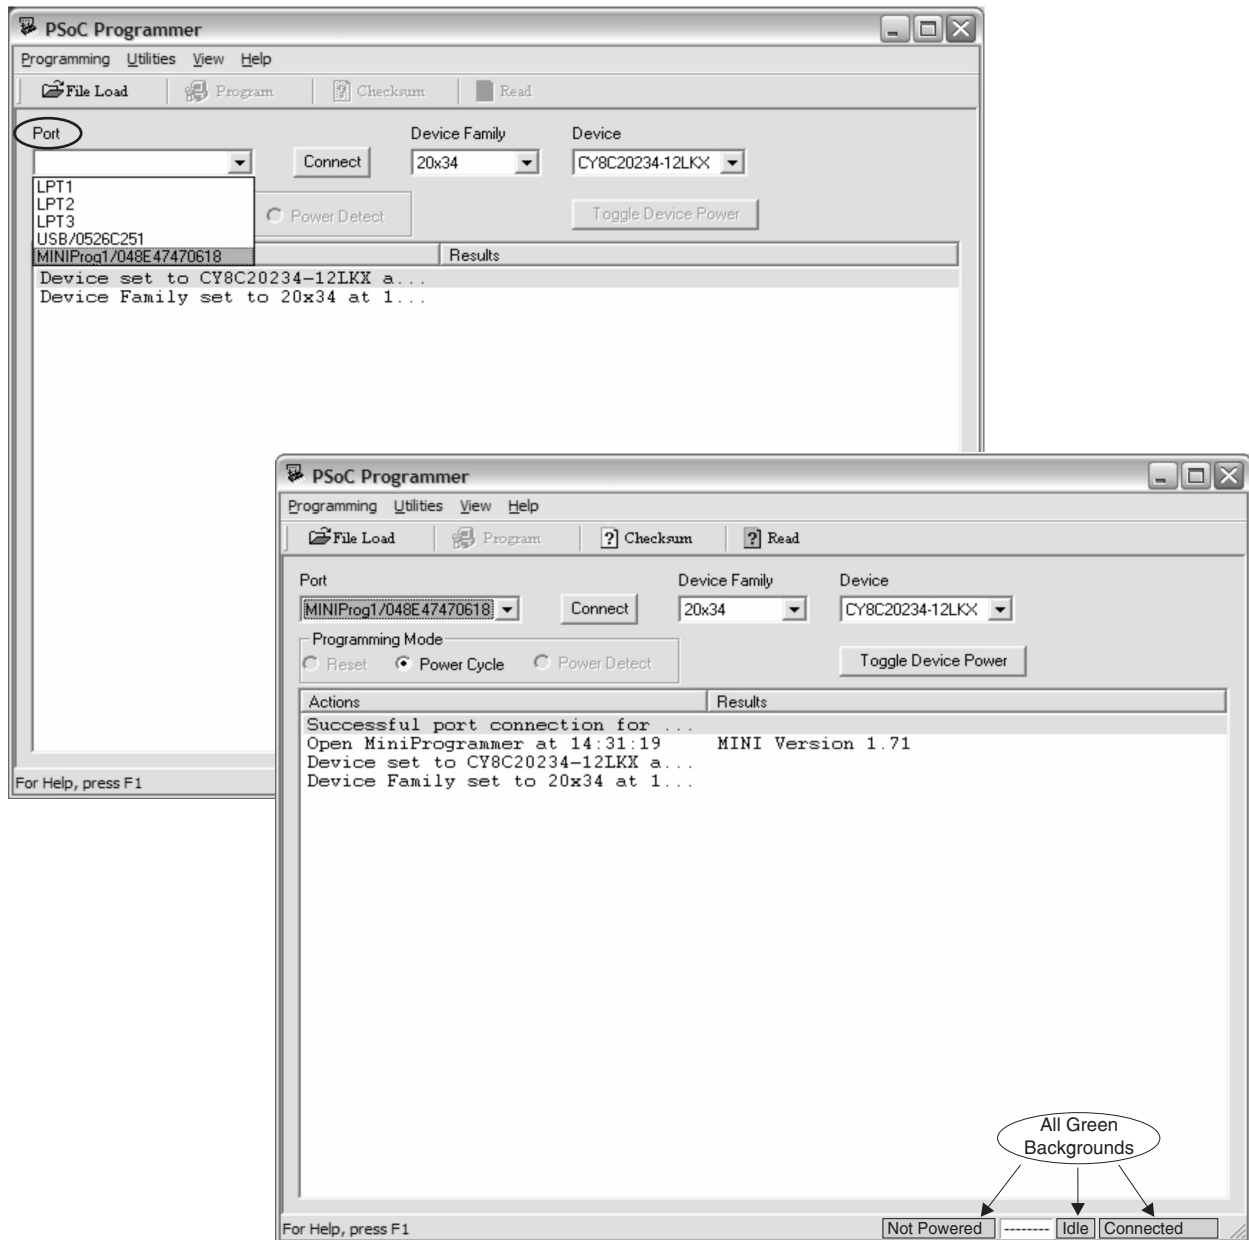 PSoC Programmer
Programming Utilities View Help
File Load Program Checksum Read
Port Device Family Device
Connect 20x34 CY8C20234-12LKX
LPT1
LPT2
LPT3
USB/0526C251
MINIProg1/048E47470618
Power Detect Toggle Device Power
Results
Device set to CY8C20234-12LKX a...
Device Family set to 20x34 at 1...
For Help, press F1
PSoC Programmer
Programming Utilities View Help
File Load Program Checksum Read
Port Device Family Device
MINIProg1/048E47470618 Connect 20x34 CY8C20234-12LKX
Programming Mode
Reset Power Cycle Power Detect Toggle Device Power
Actions Results
Successful port connection for ...
Open MiniProgrammer at 14:31:19 MINI Version 1.71
Device set to CY8C20234-12LKX a...
Device Family set to 20x34 at 1...
All Green
Backgrounds
For Help, press F1 Not Powered -------- Idle Connected